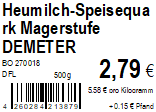 Heumilch-Speisequa
rk Magerstufe
DEMETER
BO 270018
D FL 500g
2,79 €
5.58 € pro Kilogramm
4 260284 213879
+ 0.15 € Pfand